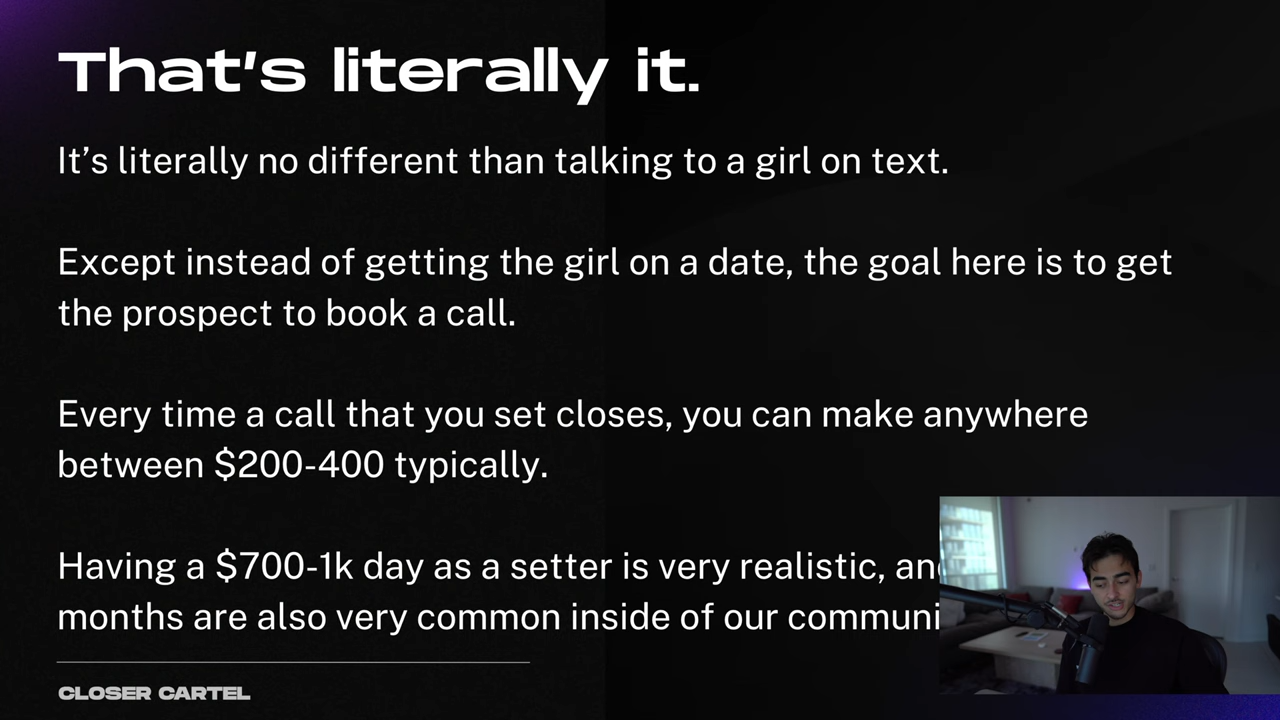 That's literally it.
It’s literally no different than talking to a girl on text.
Except instead of getting the girl on a date, the goal here is to get
the prospect to book a call.
Every time a call that you set closes, you can make anywhere
between $200-400 typically.
Having a $700-1k day as a setter is very realistic,
months are also very common inside of our
CLOSER CARTEL